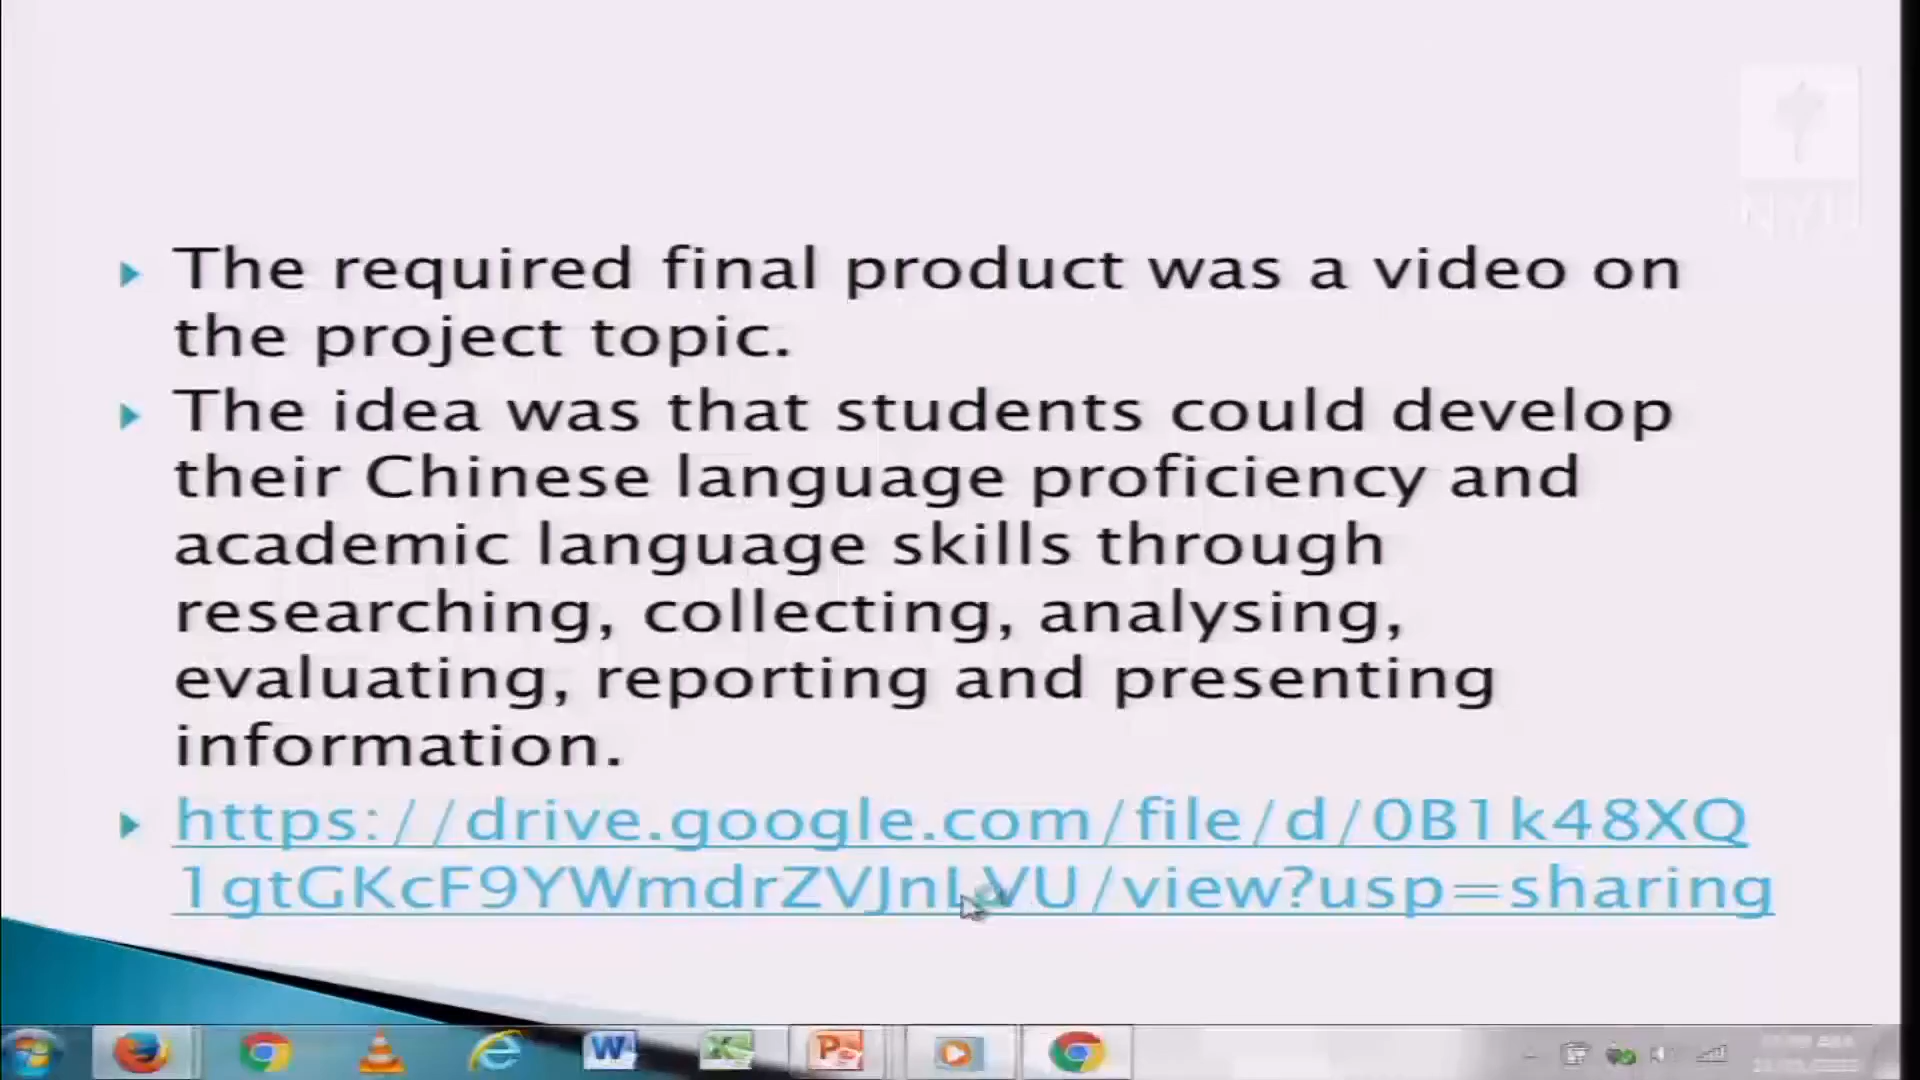 NYU
The required final product was a video on
the project topic.
The idea was that students could develop
their Chinese language proficiency and
academic language skills through
researching, collecting, analysing,
evaluating, reporting and presenting
information.
https://drive.google.com/file/d/0B1k48XQ
1gtGKcF9YWmdrZVJnLVU/view?usp=sharing